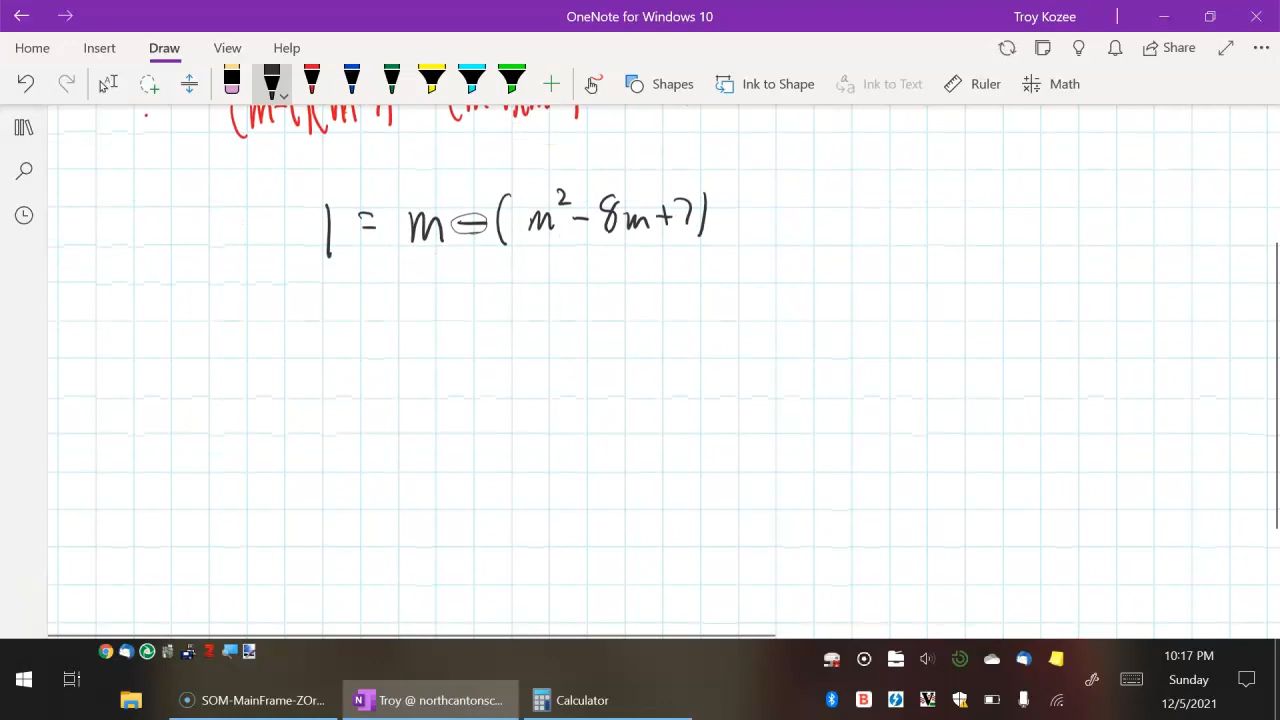 OneNote for Windows 10
Troy Kozee
Home Insert Draw View Help
Share
Shapes Ink to Shape Ink to Text Ruler Math
1 = m - ( m² - 8m + 7 )
SOM-MainFrame-ZOr... Troy @ northcantonsc... Calculator
10:17 PM
Sunday
12/5/2021